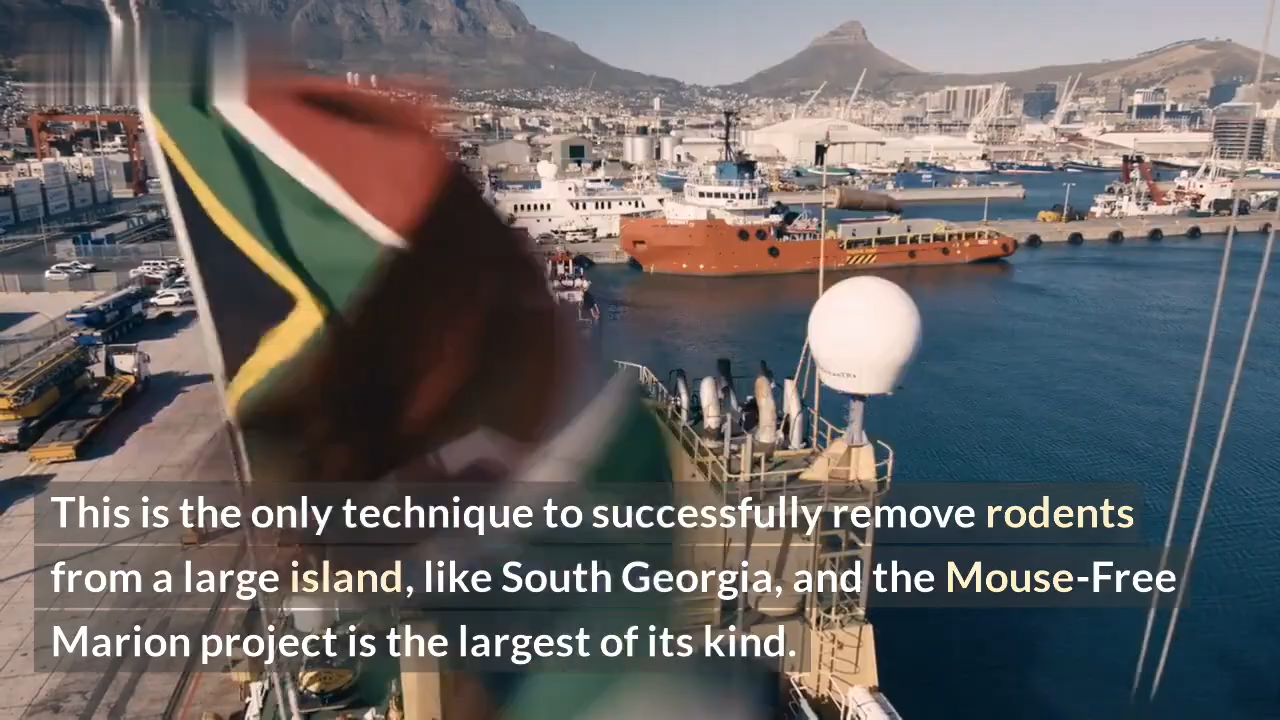 This is the only technique to successfully remove rodents
from a large island, like South Georgia, and the Mouse-Free
Marion project is the largest of its kind.